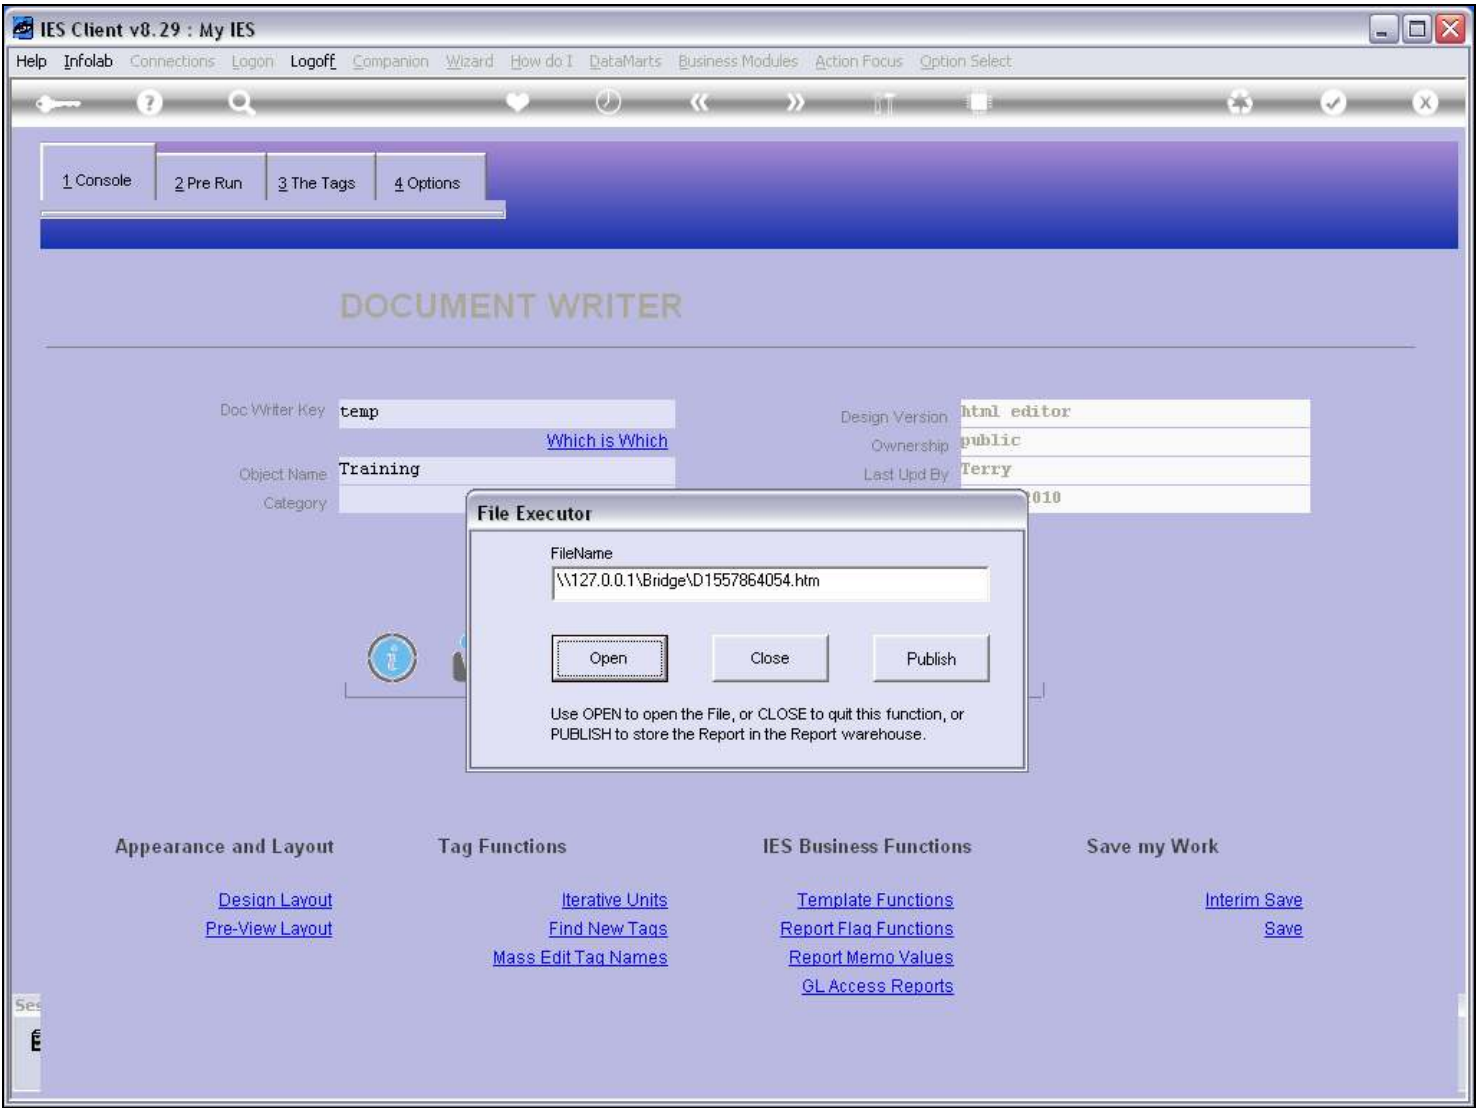 IES Client v8.29 : My IES
Help Infolab Connections Logon Logoff Companion Wizard How do I DataMarts Business Modules Action Focus Option Select
1 Console
2 Pre Run
3 The Tags
4 Options
DOCUMENT WRITER
Doc Writer Key temp
Which is Which
Object Name Training
Category
Design Version html editor
Ownership public
Last Upd By Terry
2010
File Executor
FileName
\\127.0.0.1\Bridge\D1557864054.htm
Open Close Publish
Use OPEN to open the File, or CLOSE to quit this function, or
PUBLISH to store the Report in the Report warehouse.
Appearance and Layout
Design Layout
Pre-View Layout
Tag Functions
Iterative Units
Find New Tags
Mass Edit Tag Names
IES Business Functions
Template Functions
Report Flag Functions
Report Memo Values
GL Access Reports
Save my Work
Interim Save
Save
Ses